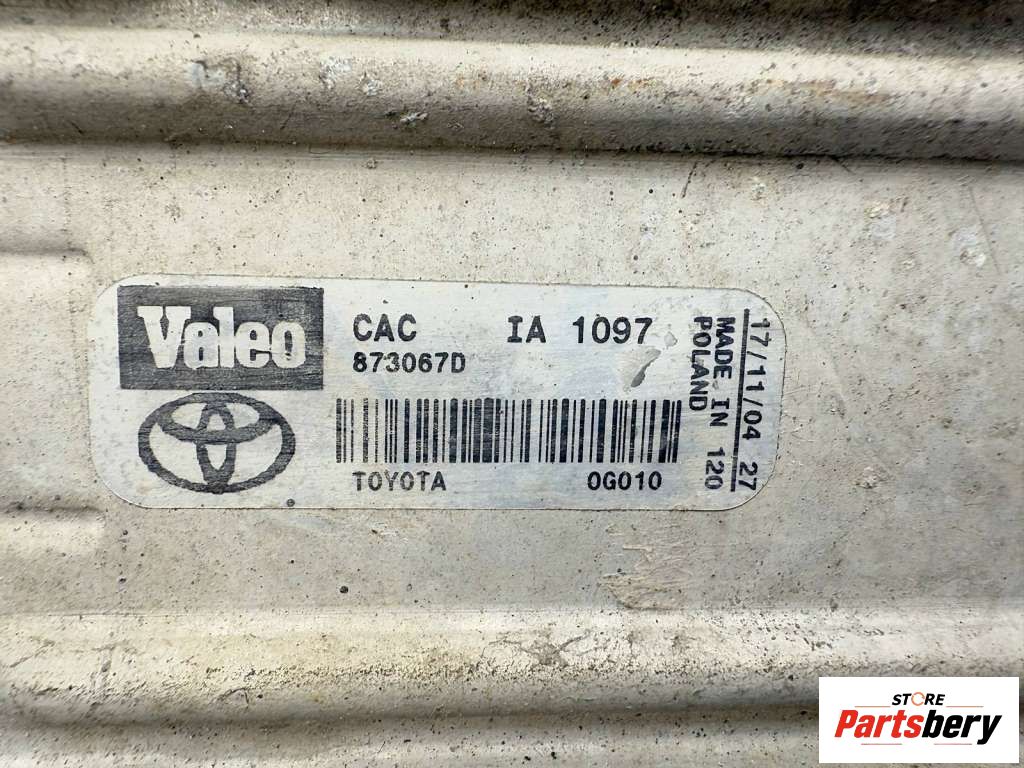 Valeo
CAC IA 1097
873067D
TOYOTA 0G010
17/11/04 27
MADE IN 120
POLAND
STORE
Partsbery